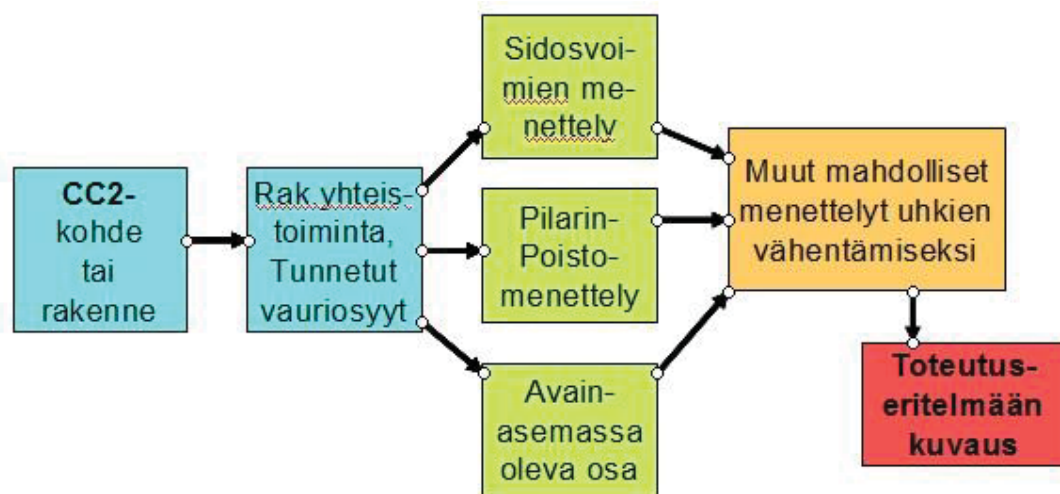 CC2-
kohde
tai
rakenne
Rak.yhteis-
toiminta,
Tunnetut
vauriosyyt
Sidosvoi-
mien me-
nettelv
Pilarin-
Poisto-
menettely
Avain-
asemassa
oleva osa
Muut mahdolliset
menettelyt uhkien
vähentämiseksi
Toteutus-
eritelmään
kuvaus